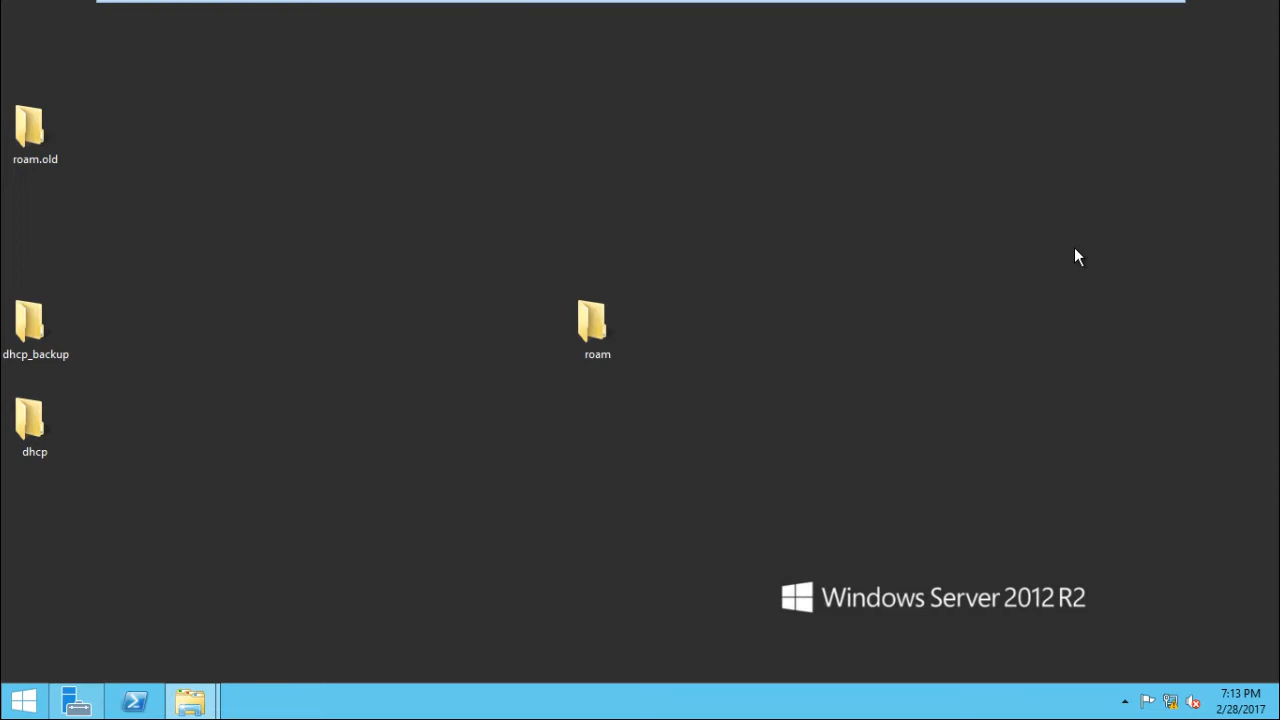 roam.old
dhcp_backup
roam
dhcp
Windows Server 2012 R2
7:13 PM
2/28/2017